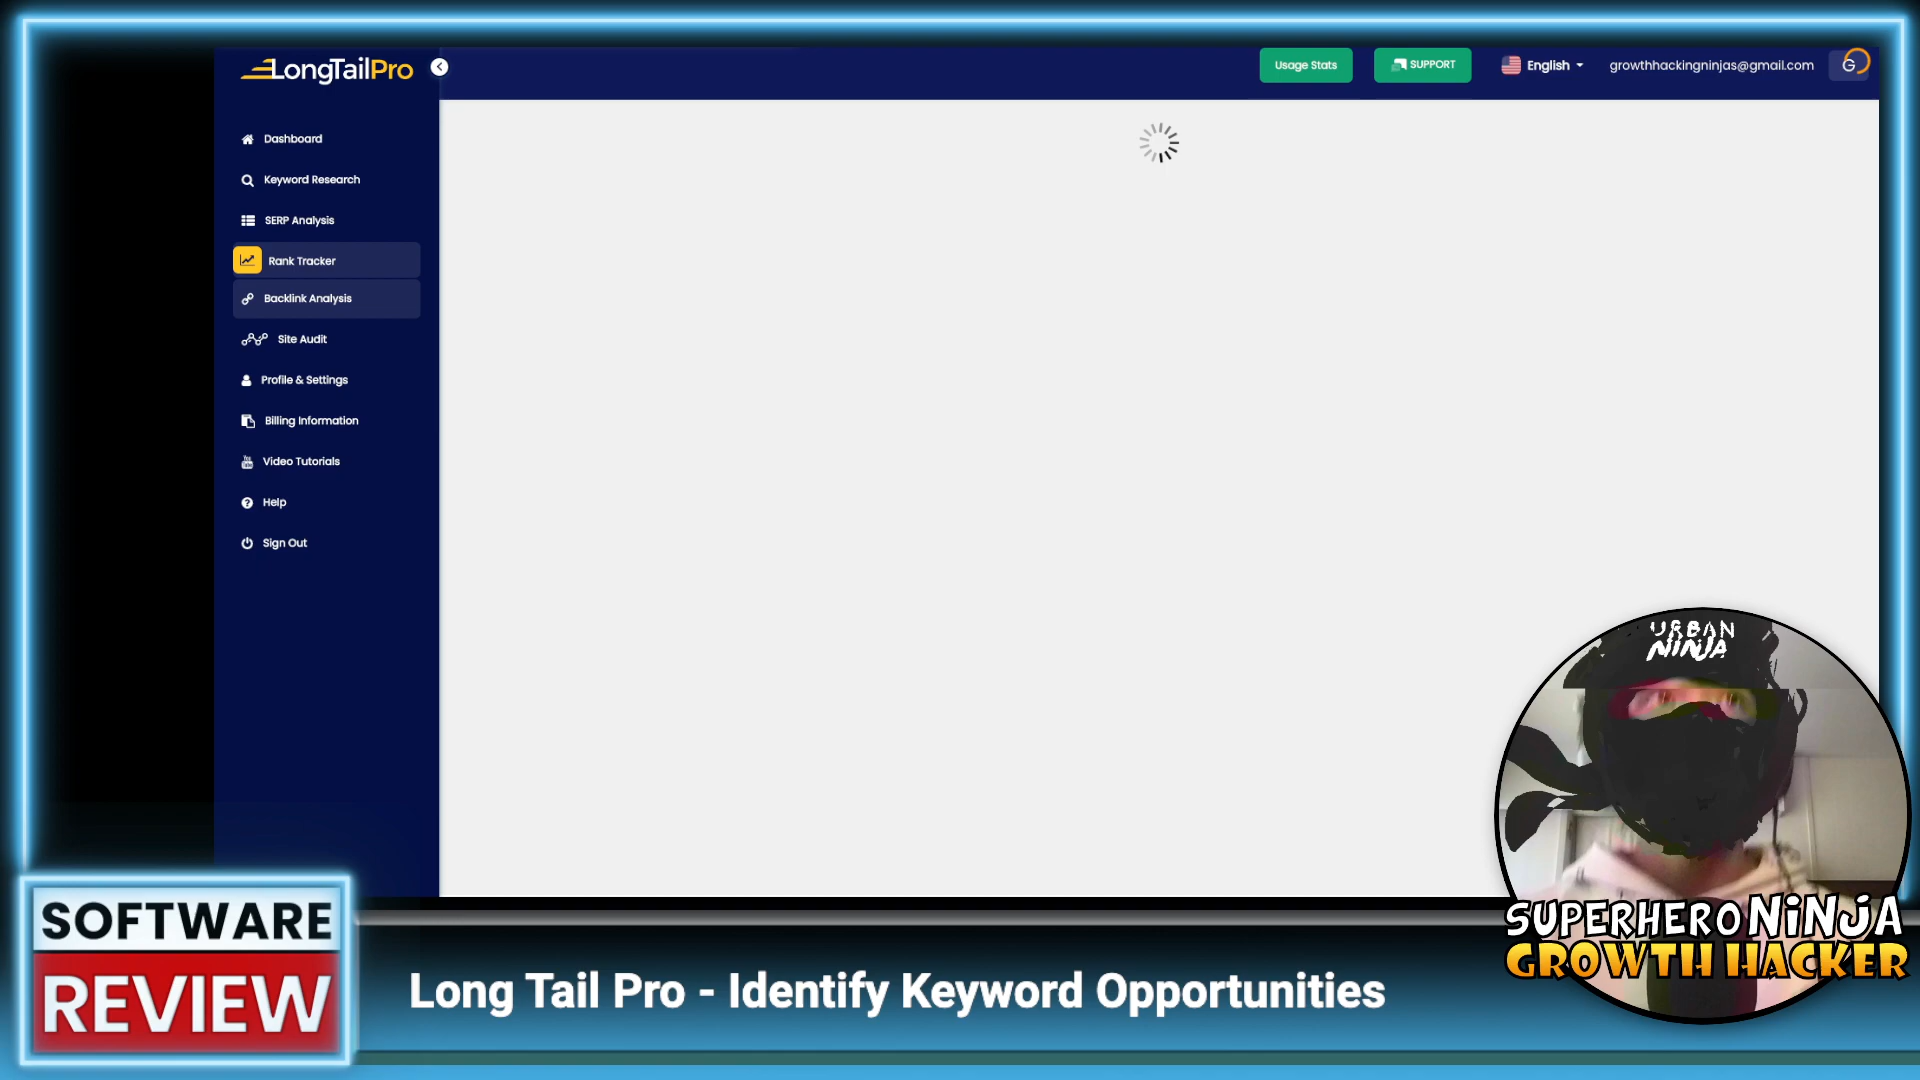 LongTailPro
Usage Stats
SUPPORT
English
growthhackingninjas@gmail.com
G
Dashboard
Keyword Research
SERP Analysis
Rank Tracker
Backlink Analysis
Site Audit
Profile & Settings
Billing Information
You
Tube
Video Tutorials
Help
Sign Out
URBAN
NINJA
SUPERHERO NiNJA
GROWTH HACKER
SOFTWARE
REVIEW
Long Tail Pro - Identify Keyword Opportunities